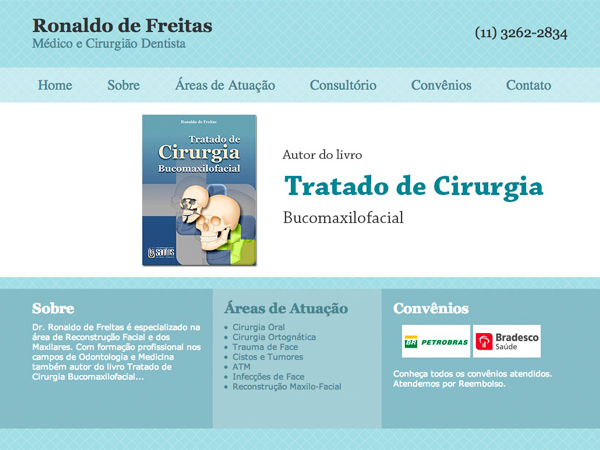 Ronaldo de Freitas
Médico e Cirurgião Dentista
(11) 3262-2834
Home Sobre Áreas de Atuação Consultório Convênios Contato
Ronaldo de Freitas
Tratado de
Cirurgia
Bucomaxilofacial
Autor do livro
Tratado de Cirurgia
Bucomaxilofacial
Sobre
Dr. Ronaldo de Freitas é especializado na
área de Reconstrução Facial e dos
Maxilares. Com formação profissional nos
campos de Odontologia e Medicina
também autor do livro Tratado de
Cirurgia Bucomaxilofacial...
Áreas de Atuação
Cirurgia Oral
Cirurgia Ortognática
Trauma de Face
Cistos e Tumores
ATM
Infecções de Face
Reconstrução Maxilo-Facial
Convênios
BR PETROBRAS
Bradesco
Saúde
Conheça todos os convênios atendidos.
Atendemos por Reembolso.